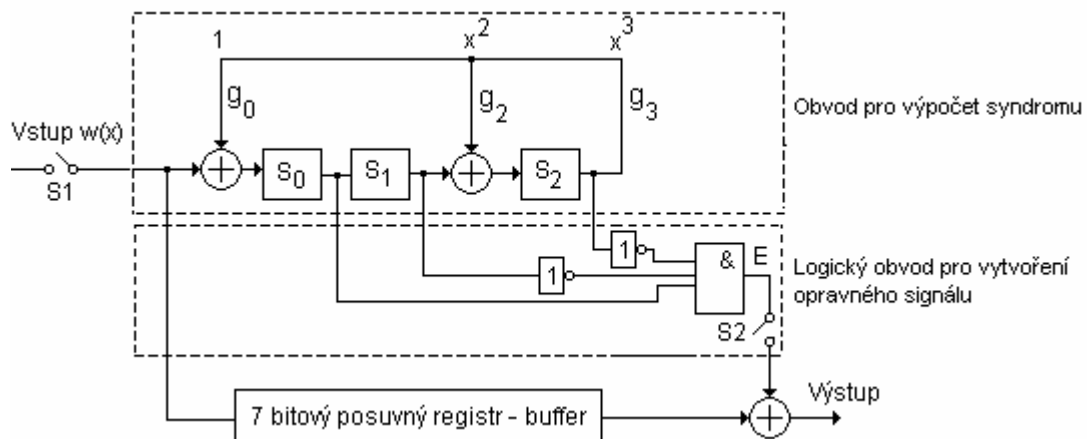 1
x²
x³
g₀
g₂
g₃
Obvod pro výpočet syndromu
Vstup w(x)
S1
S₀
S₁
S₂
1
1
&
E
S2
Logický obvod pro vytvoření
opravného signálu
Výstup
7 bitový posuvný registr - buffer